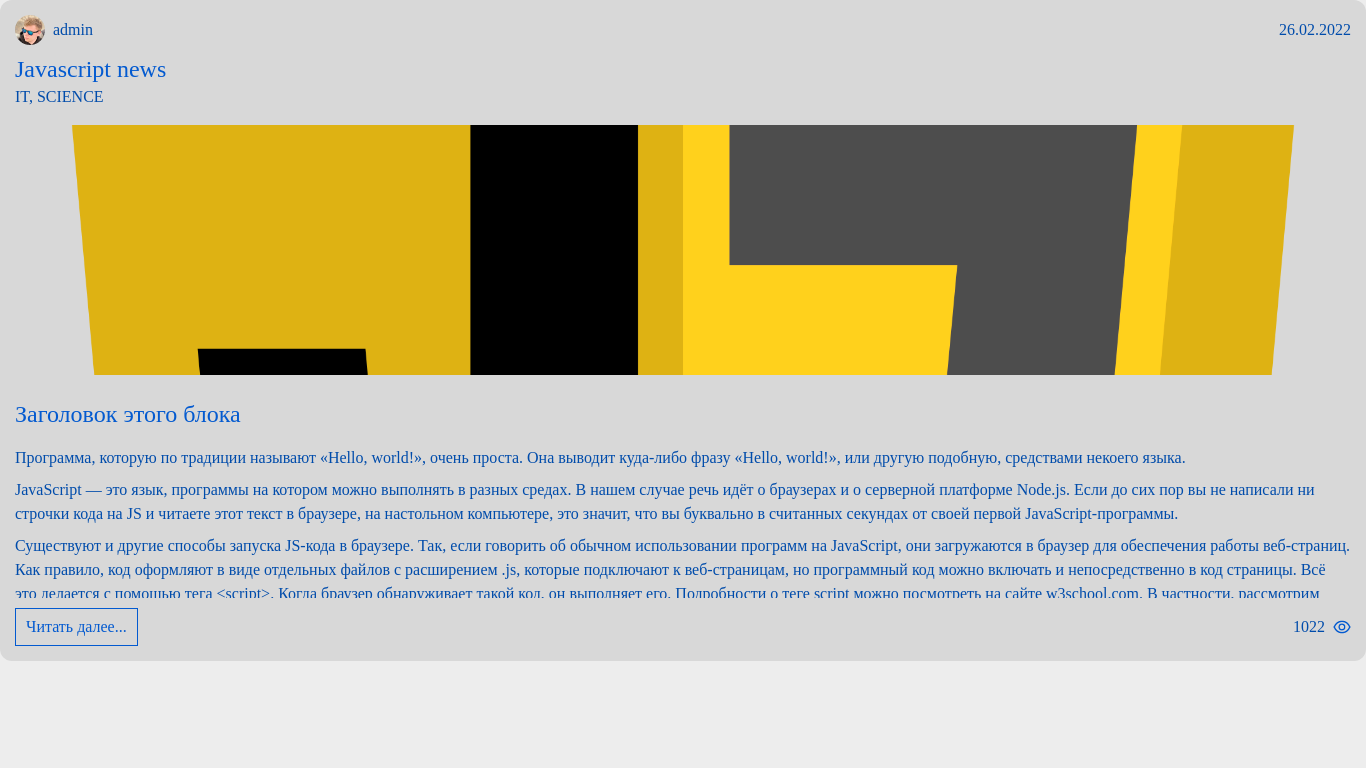 admin
26.02.2022
Javascript news
IT, SCIENCE
Заголовок этого блока
Программа, которую по традиции называют «Hello, world!», очень проста. Она выводит куда-либо фразу «Hello, world!», или другую подобную, средствами некоего языка.
JavaScript — это язык, программы на котором можно выполнять в разных средах. В нашем случае речь идёт о браузерах и о серверной платформе Node.js. Если до сих пор вы не написали ни
строчки кода на JS и читаете этот текст в браузере, на настольном компьютере, это значит, что вы буквально в считанных секундах от своей первой JavaScript-программы.
Существуют и другие способы запуска JS-кода в браузере. Так, если говорить об обычном использовании программ на JavaScript, они загружаются в браузер для обеспечения работы веб-страниц.
Как правило, код оформляют в виде отдельных файлов с расширением .js, которые подключают к веб-страницам, но программный код можно включать и непосредственно в код страницы. Всё
это делается с помощью тега <script>. Когда браузер обнаруживает такой код, он выполняет его. Подробности о теге script можно посмотреть на сайте w3school.com. В частности, рассмотрим
Читать далее...
1022